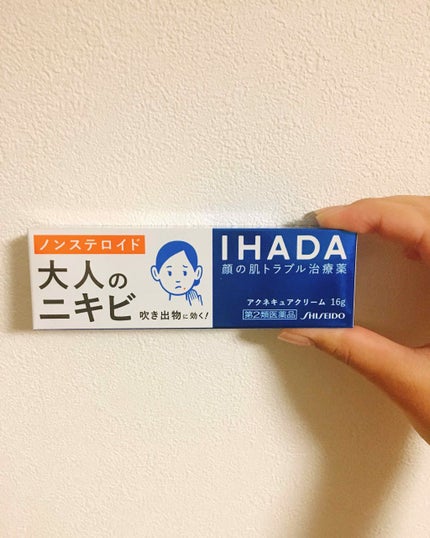 ノンステロイド
大人の
ニキビ
吹き出物に効く!
IHADA
顔の肌トラブル治療薬
アクネキュアクリーム 16g
第2類医薬品 SHISEIDO